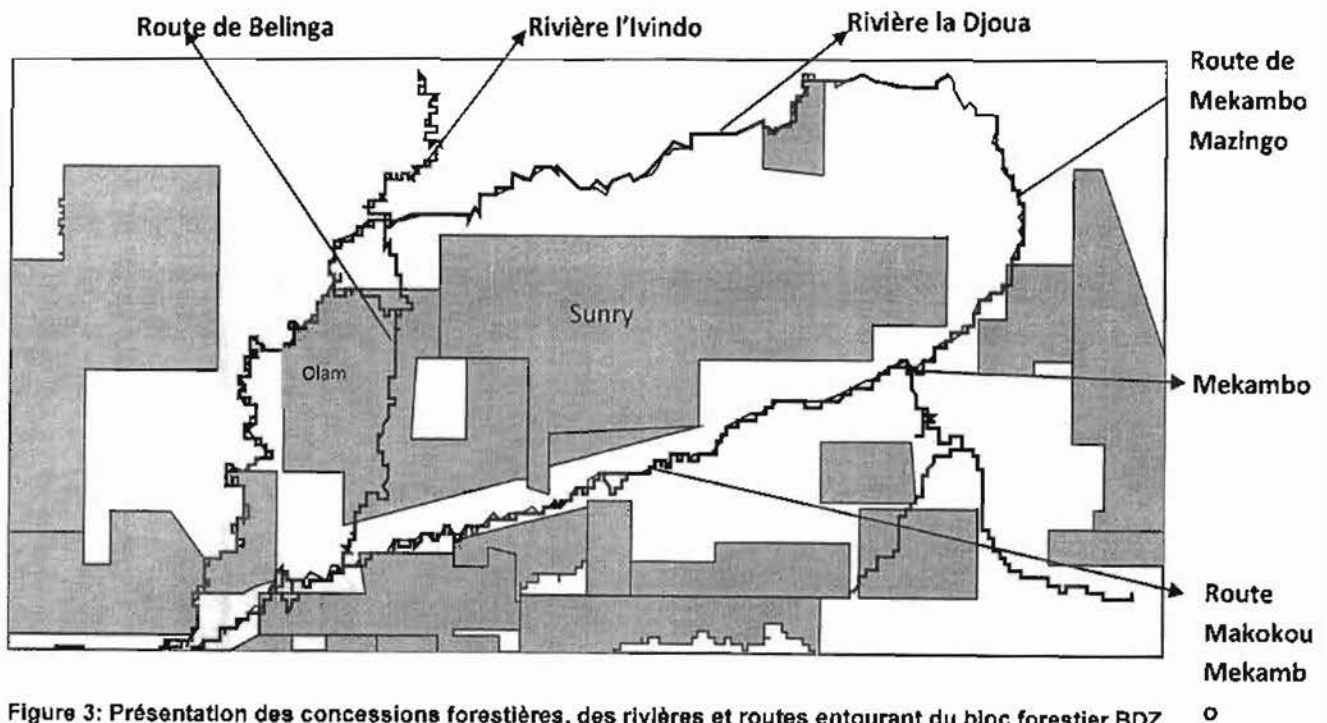 Route de Belinga
Rivière l'Ivindo
Rivière la Djoua
Route de
Mekambo
Mazingo
Sunry
Olam
Mekambo
Route
Makokou
Mekamb
o
Figure 3: Présentation des concessions forestières, des rivières et routes entourant du bloc forestier BDZ